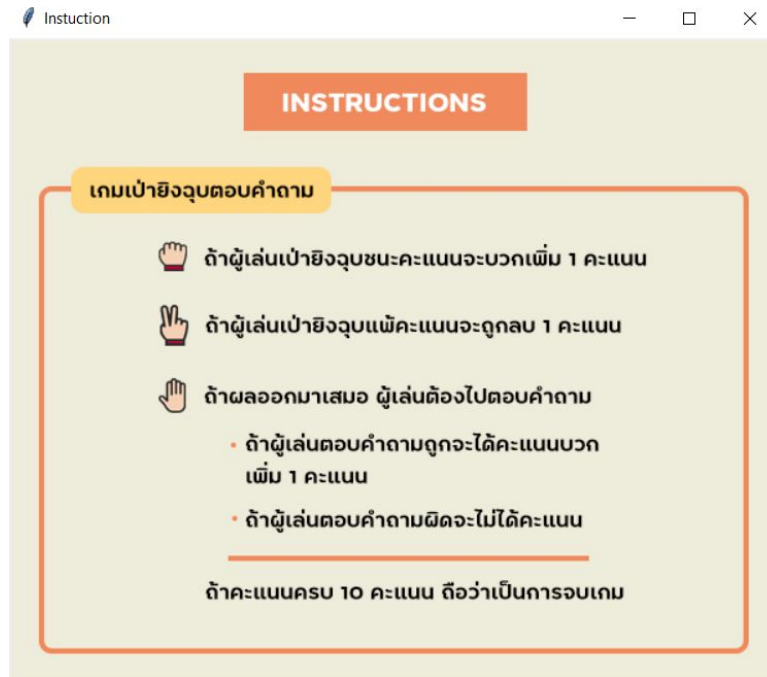 Instuction
INSTRUCTIONS
เกมเป่ายิงฉุบตอบคำถาม
ถ้าผู้เล่นเป่ายิงฉุบชนะคะแนนจะบวกเพิ่ม 1 คะแนน
ถ้าผู้เล่นเป่ายิงฉุบแพ้คะแนนจะถูกลบ 1 คะแนน
ถ้าผลออกมาเสมอ ผู้เล่นต้องไปตอบคำถาม
• ถ้าผู้เล่นตอบคำถามถูกจะได้คะแนนบวก
เพิ่ม 1 คะแนน
• ถ้าผู้เล่นตอบคำถามผิดจะไม่ได้คะแนน
ถ้าคะแนนครบ 10 คะแนน ถือว่าเป็นการจบเกม